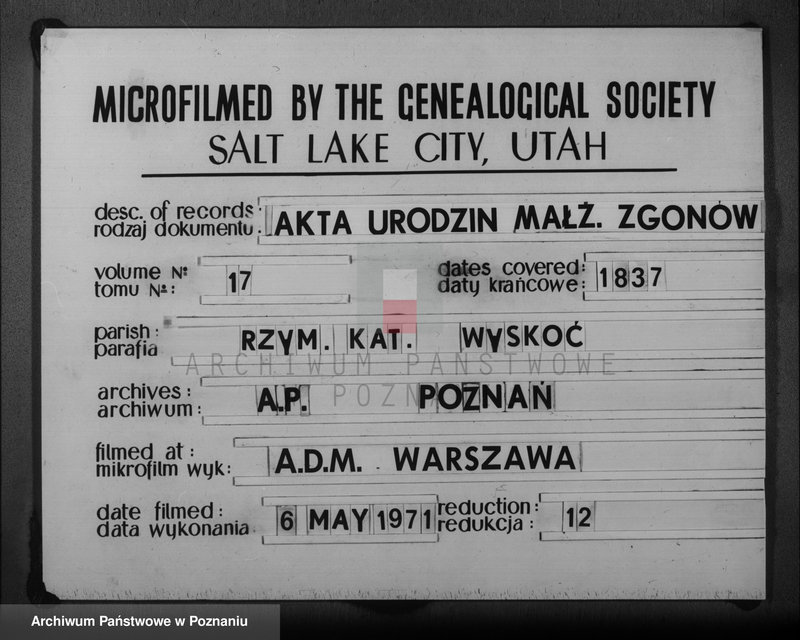 MICROFILMED BY THE GENEALOGICAL SOCIETY
SALT LAKE CITY, UTAH
desc. of records:
rodzaj dokumentu:
AKTA URODZIN MAŁŻ. ZGONÓW
volume №
tomu №:
17
dates covered:
daty krańcowe:
1837
parish:
parafia
RZYM. KAT. WYSKOĆ
ARCHIWUM PAŃSTWOWE
archives:
archiwum:
A.P. POZNAŃ
filmed at:
mikrofilm wyk:
A.D.M. WARSZAWA
date filmed:
data wykonania
6 MAY 1971
reduction:
redukcja:
12
Archiwum Państwowe w Poznaniu